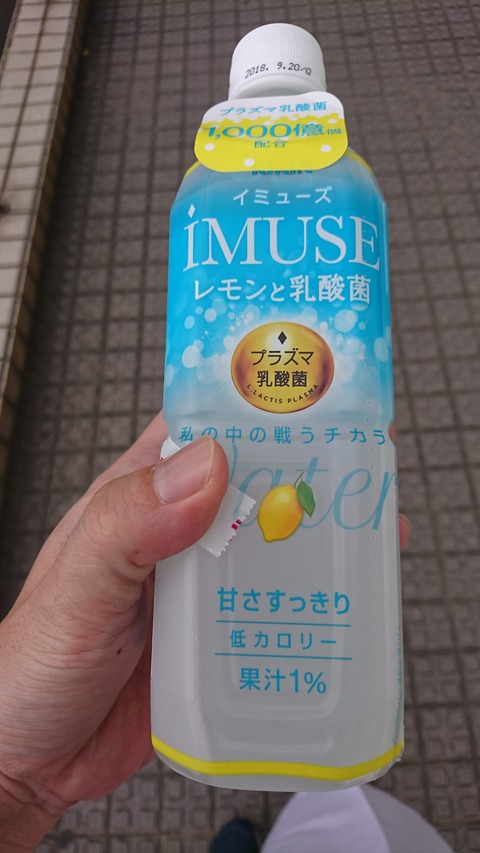 2018. 9.20/Q
プラズマ乳酸菌
1,000億個
配合
KIRIN
イミューズ
iMUSE
レモンと乳酸菌
プラズマ
乳酸菌
L.LACTIS PLASMA
私の中の戦うチカラ
Water
甘さすっきり
低カロリー
果汁1%